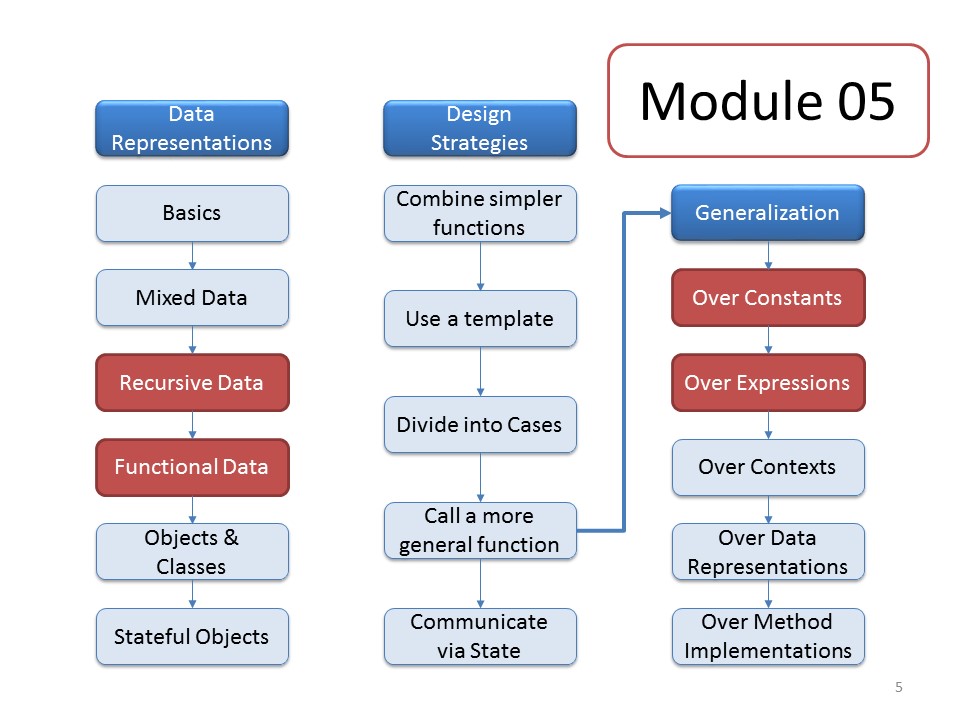 Module 05
Data
Representations
Basics
Mixed Data
Recursive Data
Functional Data
Objects &
Classes
Stateful Objects
Design
Strategies
Combine simpler
functions
Use a template
Divide into Cases
Call a more
general function
Communicate
via State
Generalization
Over Constants
Over Expressions
Over Contexts
Over Data
Representations
Over Method
Implementations
5